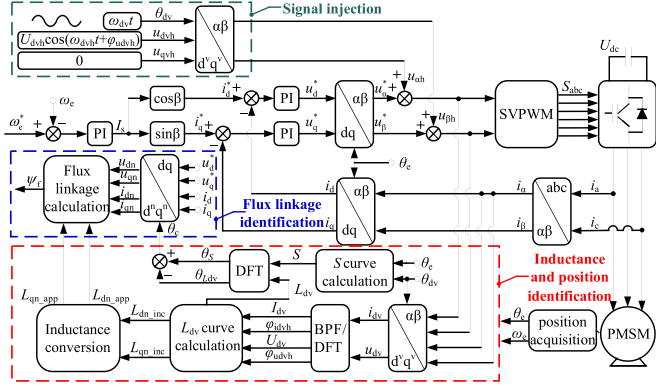 Signal injection
ω_dv t
θ_dv
U_dvh cos(ω_dvh t+φ_udvh)
u_dvh
0
u_qvh
αβ
d^v q^v
u_αh
U_dc
ω_e
ω_e^*
PI
I_s
cosβ
sinβ
i_d^*
i_q^*
PI
PI
u_d^*
u_q^*
αβ
dq
u_α^*
u_β^*
u_βh
SVPWM
S_abc
θ_e
ψ_f
Flux linkage calculation
u_dn
u_qn
i_dn
i_qn
dq
d^n q^n
u_d^*
u_q^*
i_d
i_q
Flux linkage identification
θ_c
i_d
i_q
αβ
dq
i_α
i_β
abc
αβ
i_a
i_c
θ_S
θ_Ldv
DFT
S
L_dv
S curve calculation
θ_e
θ_dv
Inductance and position identification
L_qn_app
L_dn_app
Inductance conversion
L_dn_inc
L_qn_inc
L_dv curve calculation
I_dv
φ_idvh
U_dv
φ_udvh
BPF/DFT
i_dv
u_dv
αβ
d^v q^v
θ_e
ω_e
position acquisition
PMSM